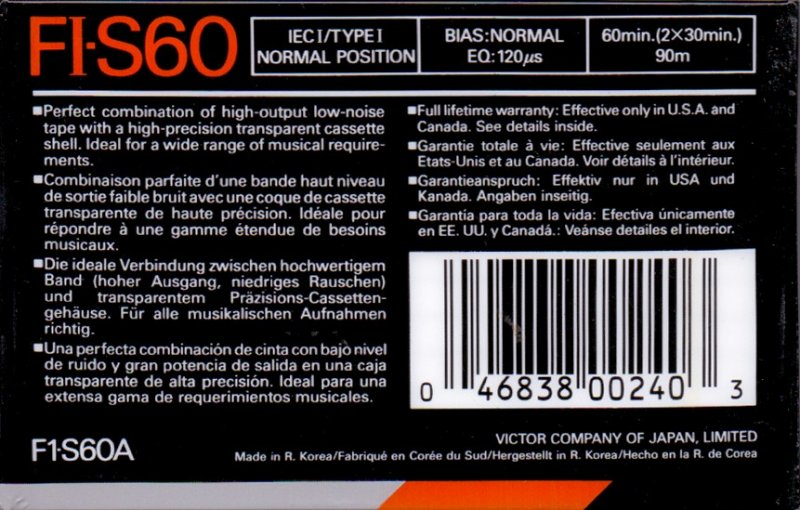 FI-S60
IEC I/TYPE I
NORMAL POSITION
BIAS:NORMAL
EQ:120μs
60min.(2×30min.)
90m
■Perfect combination of high-output low-noise
tape with a high-precision transparent cassette
shell. Ideal for a wide range of musical require-
ments.
■Combinaison parfaite d'une bande haut niveau
de sortie faible bruit avec une coque de cassette
transparente de haute précision. Idéale pour
répondre à une gamme étendue de besoins
musicaux.
■Die ideale Verbindung zwischen hochwertigem
Band (hoher Ausgang, niedriges Rauschen)
und transparentem Präzisions-Cassetten-
gehäuse. Für alle musikalischen Aufnahmen
richtig.
■Una perfecta combinación de cinta con bajo nivel
de ruido y gran potencia de salida en una caja
transparente de alta precisión. Ideal para una
extensa gama de requerimientos musicales.
■Full lifetime warranty: Effective only in U.S.A. and
Canada. See details inside.
■Garantie totale à vie: Effective seulement aux
Etats-Unis et au Canada. Voir détails à l'intérieur.
■Garantieanspruch: Effektiv nur in USA und
Kanada. Angaben inseitig.
■Garantía para toda la vida: Efectiva únicamente
en EE. UU. y Canadá.: Veánse detailes el interior.
0 46838 00240 3
F1-S60A
VICTOR COMPANY OF JAPAN, LIMITED
Made in R. Korea/Fabriqué en Corée du Sud/Hergestellt in R. Korea/Hecho en la R. de Corea